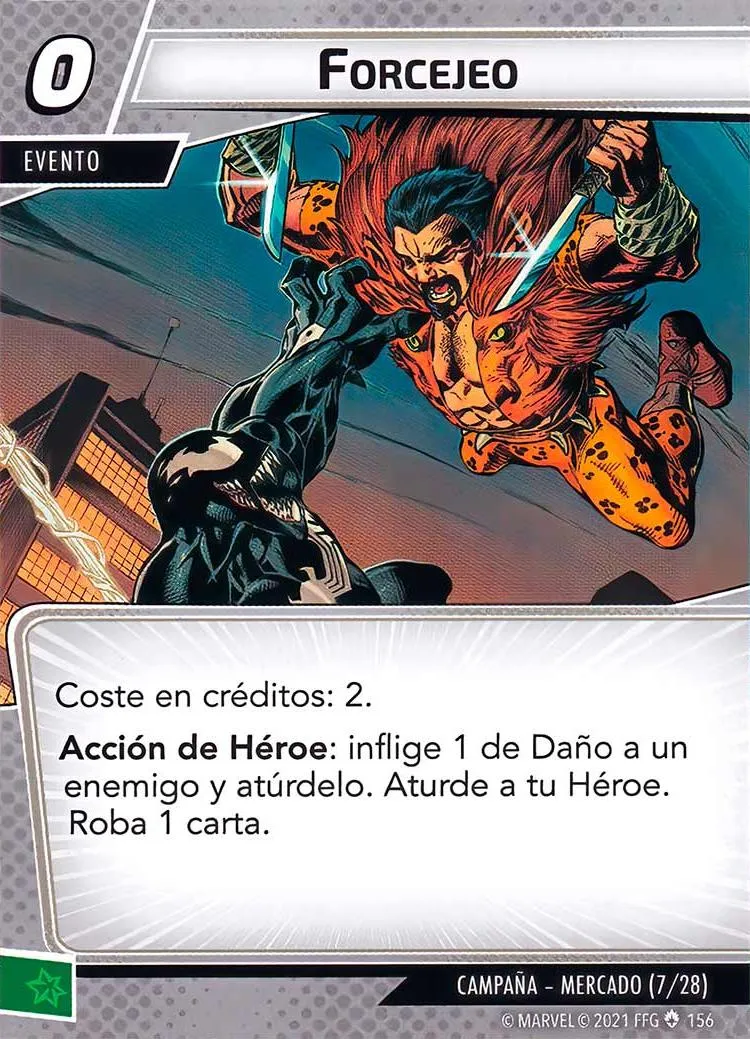 0
FORCEJEO
EVENTO
Coste en créditos: 2.
Acción de Héroe: inflige 1 de Daño a un
enemigo y atúrdelo. Aturde a tu Héroe.
Roba 1 carta.
CAMPAÑA – MERCADO (7/28)
© MARVEL © 2021 FFG 156